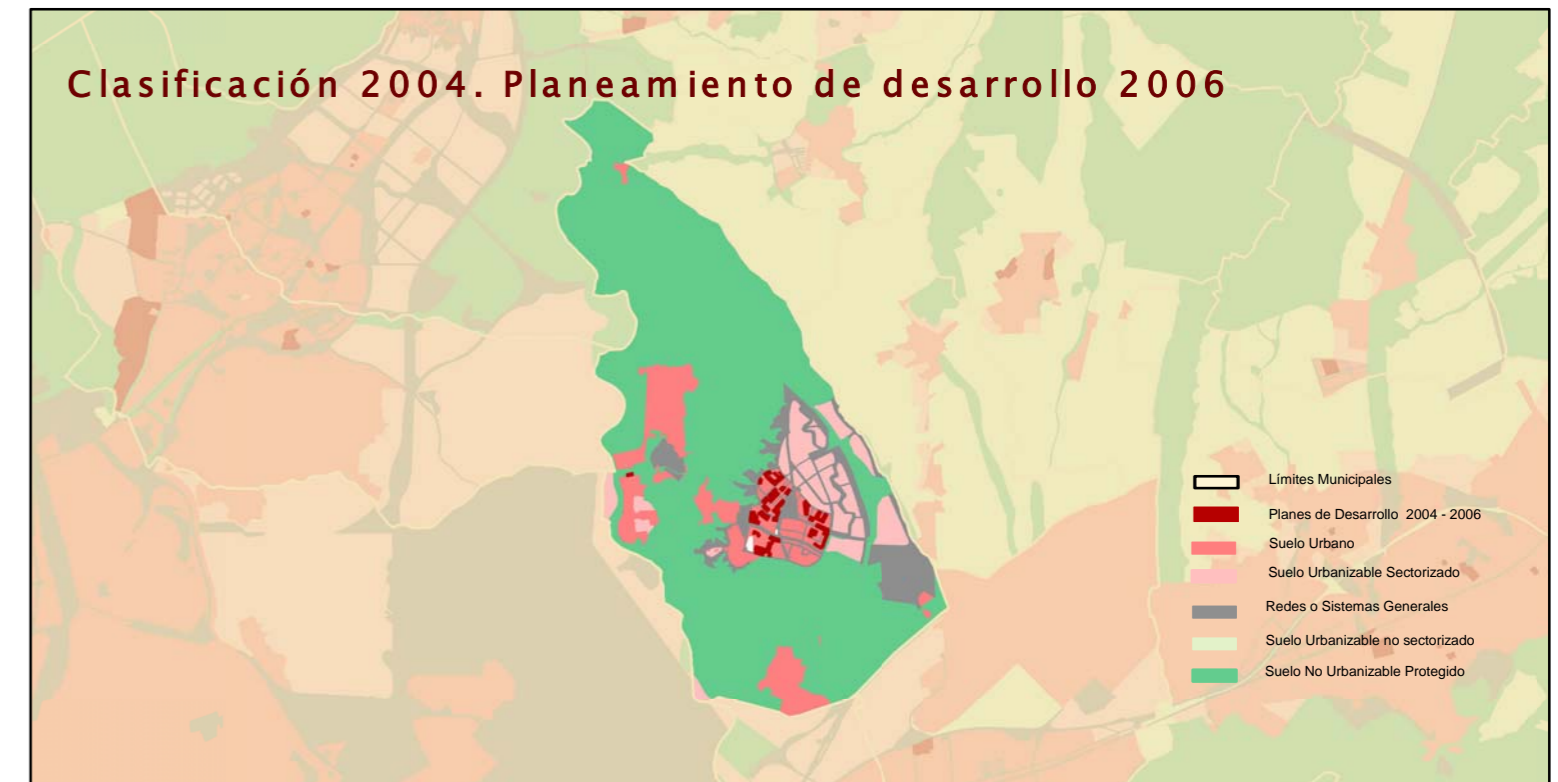 Clasificación 2004. Planeamiento de desarrollo 2006
Límites Municipales
Planes de Desarrollo 2004 - 2006
Suelo Urbano
Suelo Urbanizable Sectorizado
Redes o Sistemas Generales
Suelo Urbanizable no sectorizado
Suelo No Urbanizable Protegido